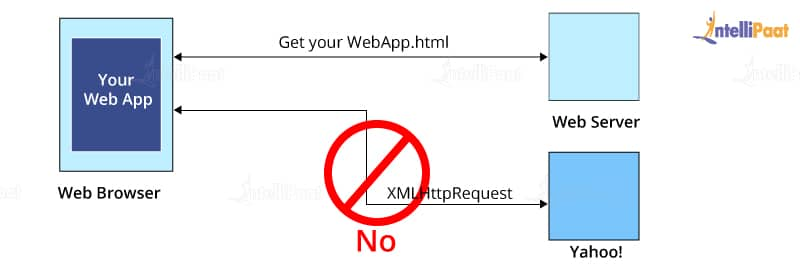 Get your WebApp.html
IntelliPaat
Your
Web App
Web Server
XMLHttpRequest
Web Browser
No
Yahoo!